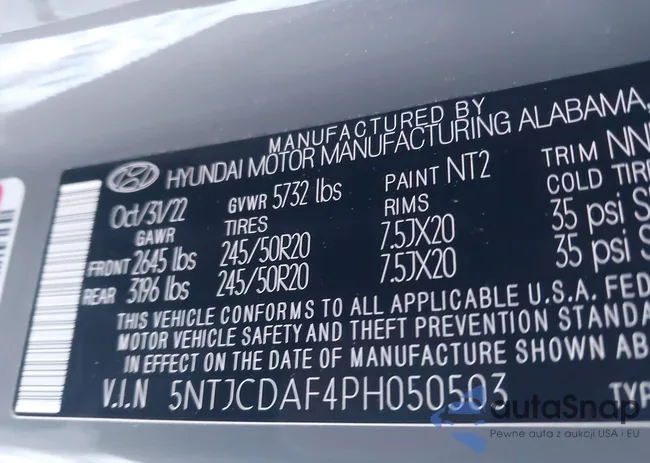 MANUFACTURED BY
HYUNDAI MOTOR MANUFACTURING ALABAMA,
Oct/31/22 GVWR 5732 lbs PAINT NT2 TRIM NN
GAWR TIRES RIMS COLD TIRE
FRONT 2645 lbs 245/50R20 7.5JX20 35 psi
REAR 3196 lbs 245/50R20 7.5JX20 35 psi
THIS VEHICLE CONFORMS TO ALL APPLICABLE U.S.A. FED
MOTOR VEHICLE SAFETY AND THEFT PREVENTION STANDA
IN EFFECT ON THE DATE OF MANUFACTURE SHOWN AB
V.I.N 5NTJCDAF4PH050503 TYP
autaSnap
Pewne auta z aukcji USA i EU